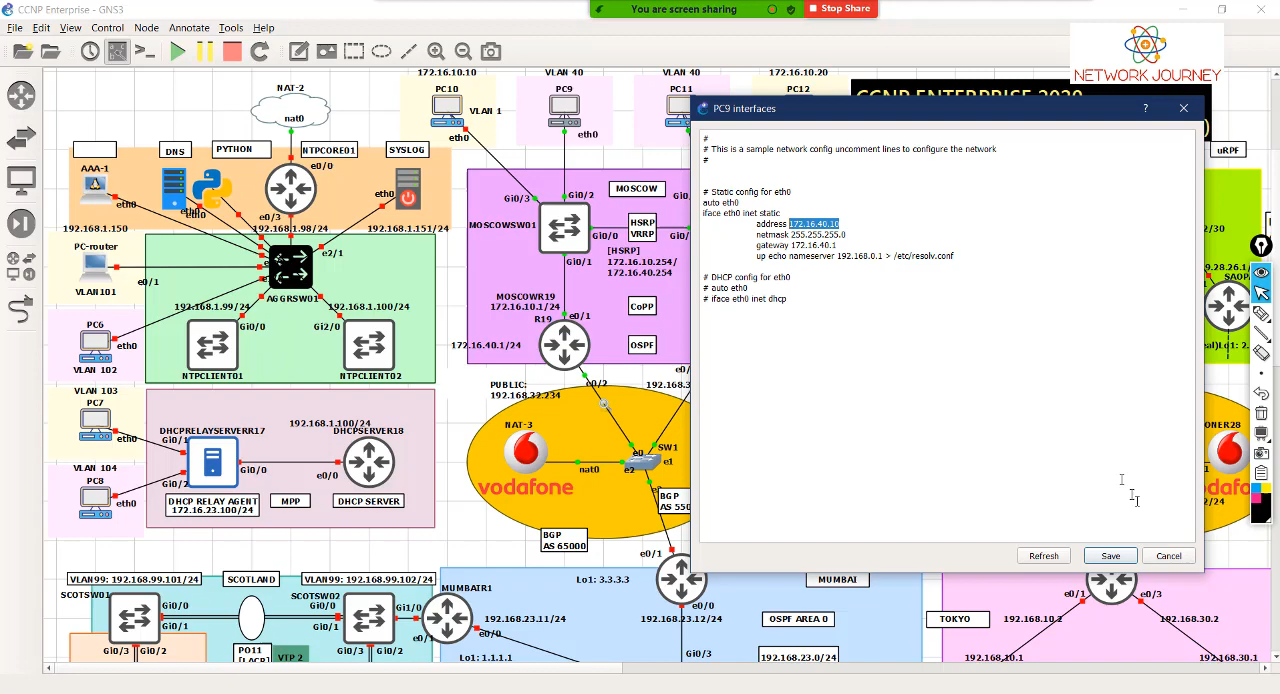 CCNP Enterprise - GNS3
You are screen sharing
Stop Share
File Edit View Control Node Annotate Tools Help
NETWORK JOURNEY
172.16.10.10
VLAN 40
VLAN 40
172.16.10.20
NAT-2
nat0
PC10
VLAN 1
eth0
PC9
eth0
PC11
PC12
CCNP ENTERPRISE 2020
DNS
PYTHON
NTPCORE01
SYSLOG
e0/0
AAA-1
eth0
eth0
e0/3
eth0
192.168.1.150
192.168.1.98/24
192.168.1.151/24
uRPF
Gi0/3
Gi0/2
MOSCOW
MOSCOWSW01
HSRP
VRRP
Gi0/0
Gi0/
Gi0/1
[HSRP]
172.16.10.254/
172.16.40.254
PC-router
VLAN101
e0/1
e2/1
AGGRSW01
192.168.1.99/24
192.168.1.100/24
Gi0/0
Gi2/0
NTPCLIENT01
NTPCLIENT02
PC6
eth0
VLAN 102
MOSCOWR19
172.16.10.1/24
R19
e0/1
CoPP
172.16.40.1/24
OSPF
e0/2
PUBLIC:
192.168.32.234
192.168.3
VLAN 103
PC7
eth0
VLAN 104
PC8
eth0
DHCPRELAYSERVERR17
Gi0/1
Gi0/0
Gi0/2
192.168.1.100/24
DHCPSERVER18
e0/0
DHCP RELAY AGENT
172.16.23.100/24
MPP
DHCP SERVER
NAT-3
vodafone
nat0
SW1
e0
e1
e2
BGP
AS 550
BGP
AS 65000
e0/1
PC9 interfaces
#
# This is a sample network config uncomment lines to configure the network
#
# Static config for eth0
auto eth0
iface eth0 inet static
address 172.16.40.10
netmask 255.255.255.0
gateway 172.16.40.1
up echo nameserver 192.168.0.1 > /etc/resolv.conf
# DHCP config for eth0
# auto eth0
# iface eth0 inet dhcp
Refresh Save Cancel
VLAN99: 192.168.99.101/24
SCOTLAND
VLAN99: 192.168.99.102/24
SCOTSW01
SCOTSW02
Gi0/0
Gi0/1
Gi0/0
Gi0/1
Gi1/0
Gi0/3
Gi0/2
Gi0/3
Gi0/2
PO11
[LACP]
VTP 2
MUMBAIR1
e0/0
192.168.23.11/24
Lo1: 1.1.1.1
Lo1: 3.3.3.3
e0/0
192.168.23.12/24
Gi0/3
MUMBAI
OSPF AREA 0
192.168.23.0/24
TOKYO
e0/1
e0/3
192.168.10.2
192.168.30.2
192.168.10.1
192.168.30.1